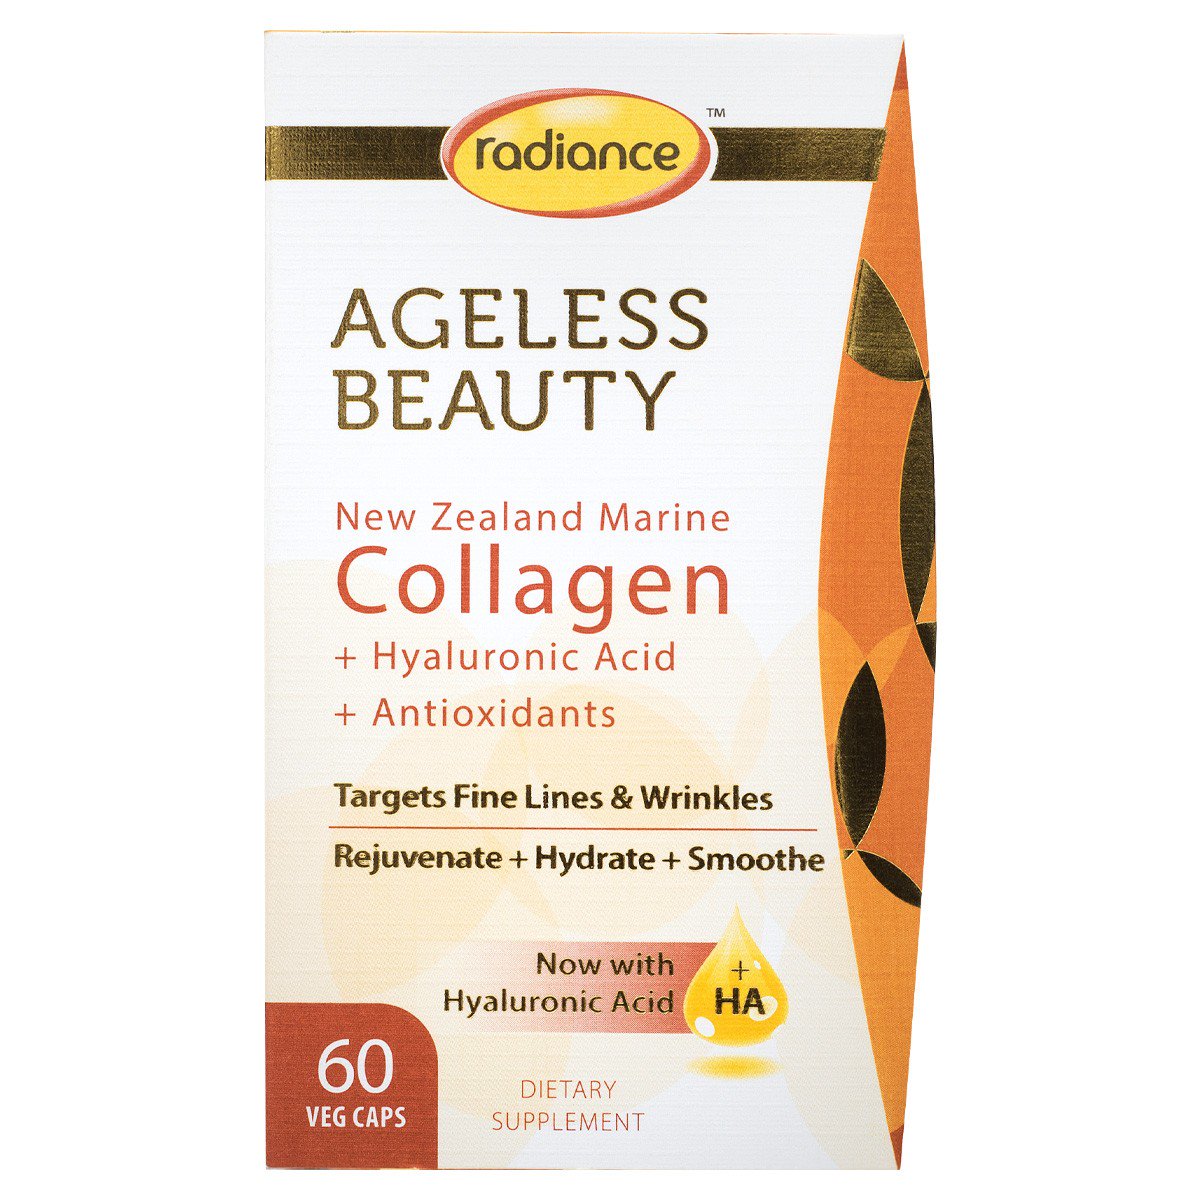 radiance
™
AGELESS
BEAUTY
New Zealand Marine
Collagen
+ Hyaluronic Acid
+ Antioxidants
Targets Fine Lines & Wrinkles
Rejuvenate + Hydrate + Smoothe
Now with
Hyaluronic Acid
+
HA
60
VEG CAPS
DIETARY
SUPPLEMENT